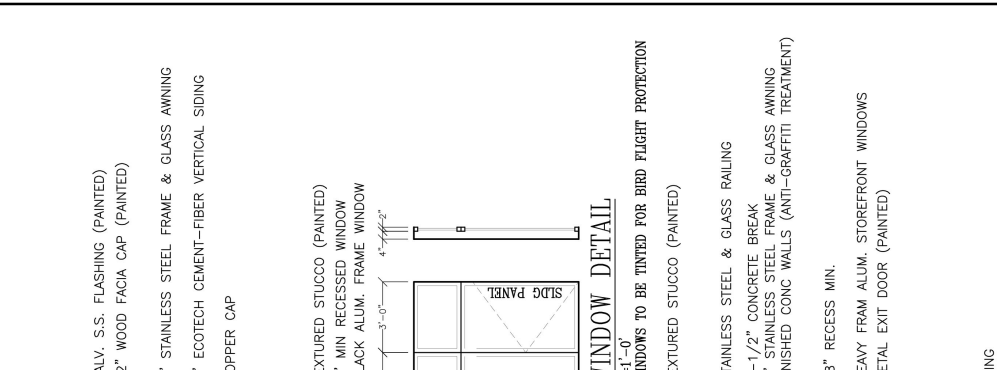 ALV. S.S. FLASHING (PAINTED)
2" WOOD FACIA CAP (PAINTED)
STAINLESS STEEL FRAME & GLASS AWNING
ECOTECH CEMENT-FIBER VERTICAL SIDING
OPPER CAP
EXTURED STUCCO (PAINTED)
" MIN RECESSED WINDOW
LACK ALUM. FRAME WINDOW
4"
2"
3'-0"
SLDG PANEL
INDOW DETAIL
=1'-0"
NDOWS TO BE TINTED FOR BIRD FLIGHT PROTECTION
EXTURED STUCCO (PAINTED)
TAINLESS STEEL & GLASS RAILING
-1/2" CONCRETE BREAK
" STAINLESS STEEL FRAME & GLASS AWNING
NISHED CONC WALLS (ANTI-GRAFFITI TREATMENT)
3" RECESS MIN.
EAVY FRAM ALUM. STOREFRONT WINDOWS
ETAL EXIT DOOR (PAINTED)
ING